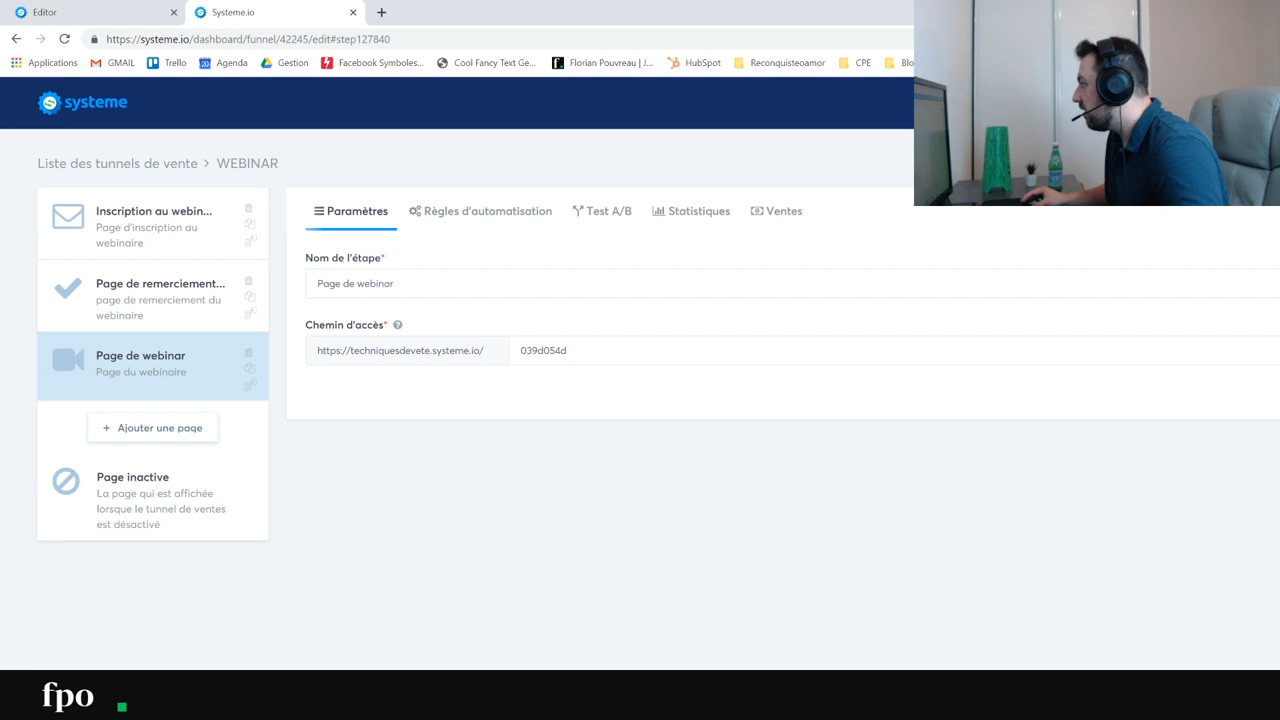 Editor
Systeme.io
https://systeme.io/dashboard/funnel/42245/edit#step127840
Applications
GMAIL
Trello
Agenda
Gestion
Facebook Symboles...
Cool Fancy Text Ge...
Florian Pouvreau | J...
HubSpot
Reconquisteamor
CPE
Blo
systeme
Liste des tunnels de vente > WEBINAR
Inscription au webin...
Page d'inscription au
webinaire
Page de remerciement...
page de remerciement du
webinaire
Page de webinar
Page du webinaire
+ Ajouter une page
Page inactive
La page qui est affichée
lorsque le tunnel de ventes
est désactivé
Paramètres
Règles d'automatisation
Test A/B
Statistiques
Ventes
Nom de l'étape*
Page de webinar
Chemin d'accès*
https://techniquesdevete.systeme.io/
039d054d
fpo